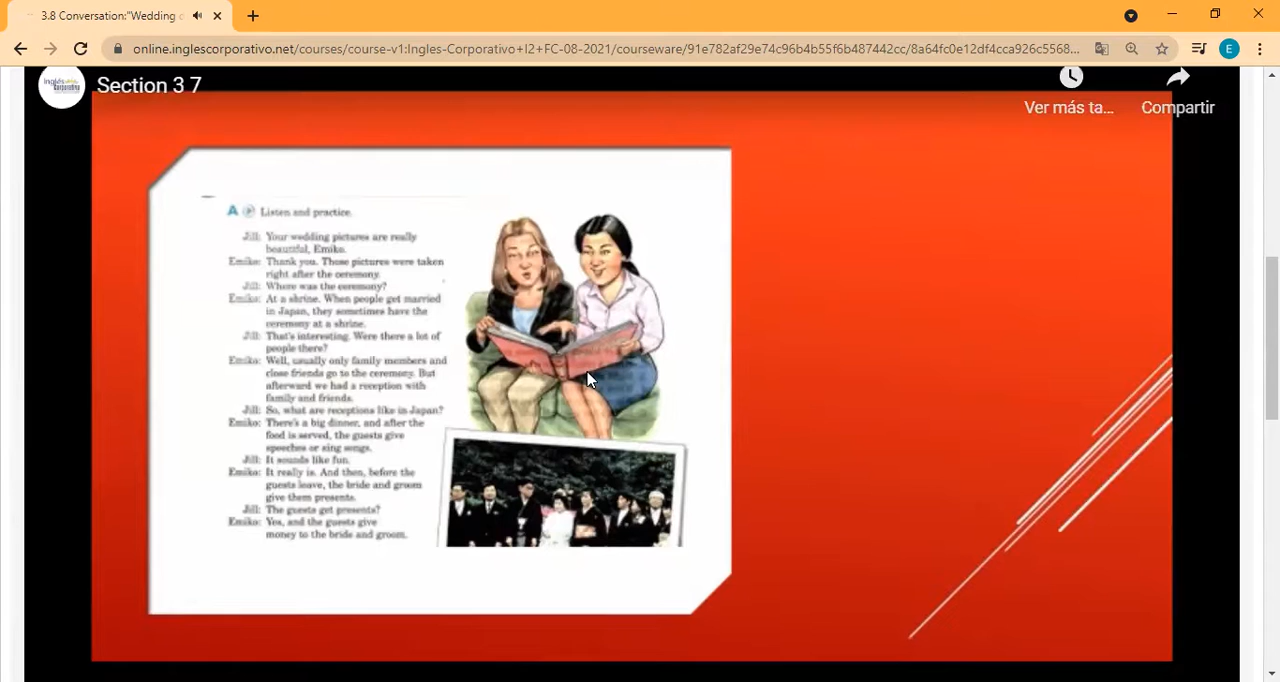 3.8 Conversation:"Wedding
online.inglescorporativo.net/courses/course-v1:Ingles-Corporativo+I2+FC-08-2021/courseware/91e782af29e74c96b4b55f6b487442cc/8a64fc0e12df4cca926c5568...
E
Section 3 7
Ver más ta...
Compartir
A Listen and practice.
Jill: Your wedding pictures are really
beautiful, Emiko.
Emiko: Thank you. Those pictures were taken
right after the ceremony.
Jill: Where was the ceremony?
Emiko: At a shrine. When people get married
in Japan, they sometimes have the
ceremony at a shrine.
Jill: That's interesting. Were there a lot of
people there?
Emiko: Well, usually only family members and
close friends go to the ceremony. But
afterward we had a reception with
family and friends.
Jill: So, what are receptions like in Japan?
Emiko: There's a big dinner, and after the
food is served, the guests give
speeches or sing songs.
Jill: It sounds like fun.
Emiko: It really is. And then, before the
guests leave, the bride and groom
give them presents.
Jill: The guests get presents?
Emiko: Yes, and the guests give
money to the bride and groom.